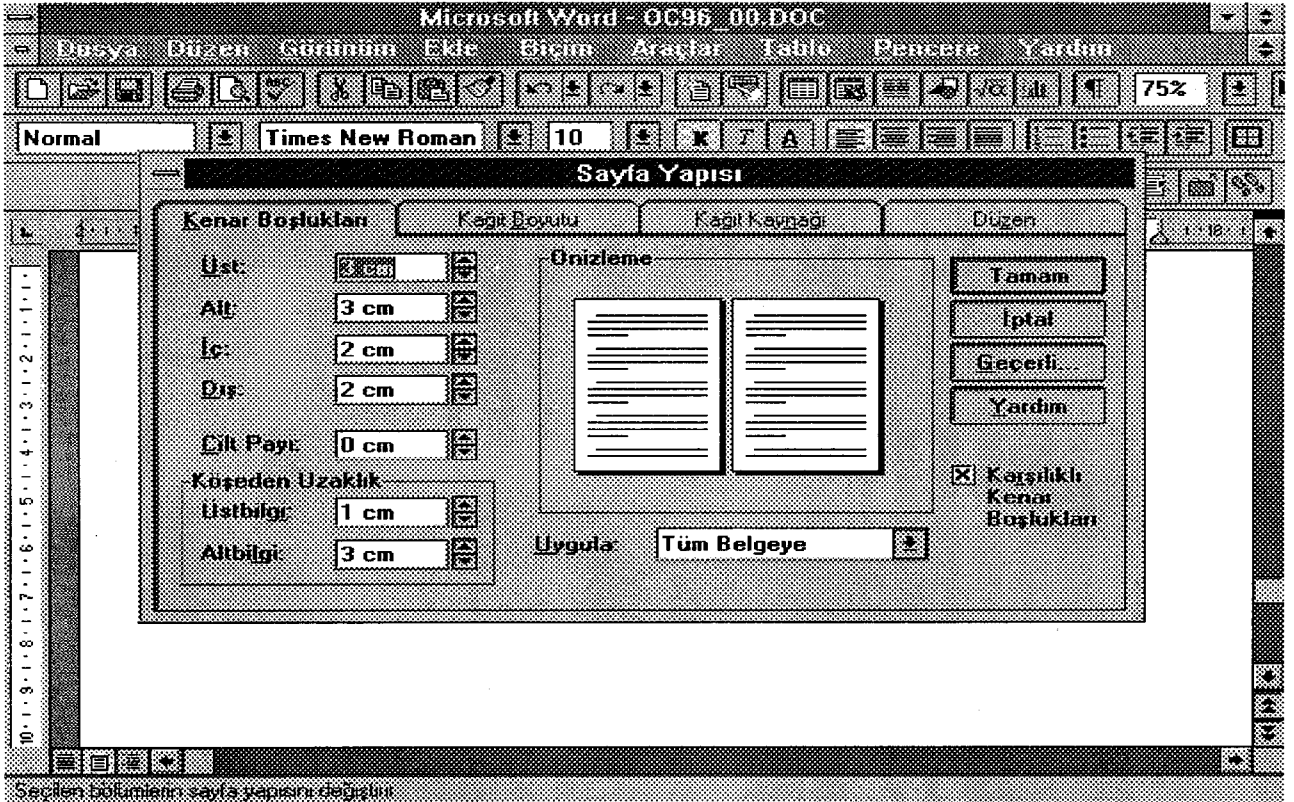 Microsoft Word - OC96_00.DOC
Dosya Düzen Görünüm Ekle Biçim Araçlar Tablo Pencere Yardım
75%
Normal Times New Roman 10 K T A
Sayfa Yapısı
Kenar Boşlukları Kağıt Boyutu Kağıt Kaynağı Düzen
Üst: 3 cm
Alt: 3 cm
İç: 2 cm
Dış: 2 cm
Cilt Payı: 0 cm
Köşeden Uzaklık
Üstbilgi: 1 cm
Altbilgi: 3 cm
Önizleme
Uygula: Tüm Belgeye
Tamam
İptal
Geçerli...
Yardım
Karşılıklı
Kenar
Boşlukları
Seçilen bölümlerin sayfa yapısını değiştirir